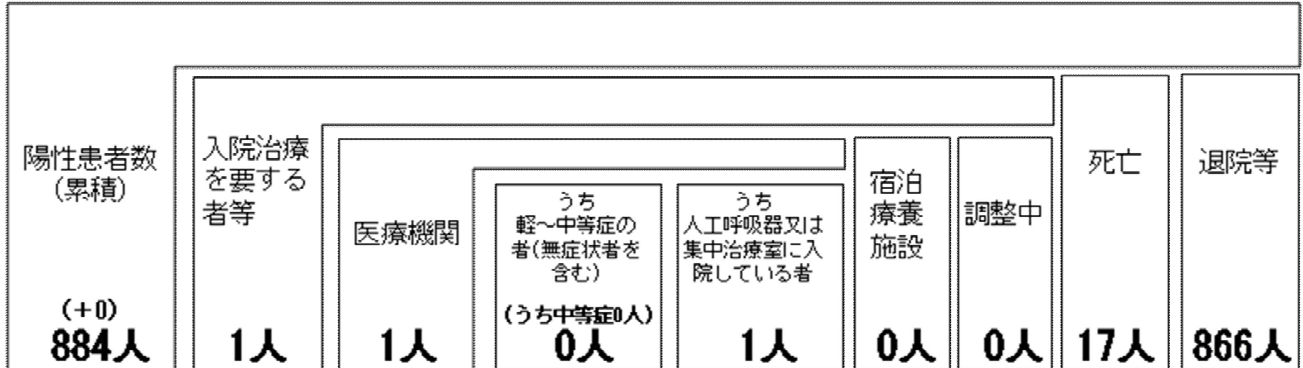 陽性患者数
(累積)
(+0)
884人
入院治療
を要する
者等
1人
医療機関
1人
うち
軽~中等症の
者(無症状者を
含む)
(うち中等症0人)
0人
うち
人工呼吸器又は
集中治療室に入
院している者
1人
宿泊
療養
施設
0人
調整中
0人
死亡
17人
退院等
866人